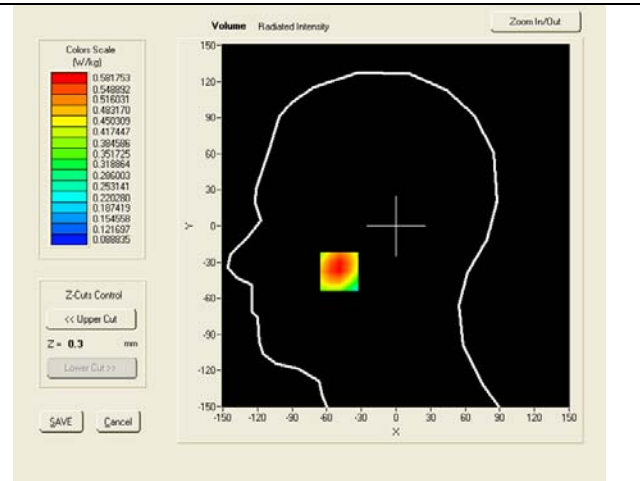 Volume Radiated Intensity
Zoom In/Out
Colors Scale
(W/kg)
0.581753
0.548892
0.516031
0.483170
0.450309
0.417447
0.384586
0.351725
0.318864
0.286003
0.253141
0.220280
0.187419
0.154558
0.121697
0.088835
Z-Cuts Control
<< Upper Cut
Z = 0.3 mm
Lower Cut >>
SAVE Cancel
150
120
90
60
30
0
-30
-60
-90
-120
-150
Y
-150 -120 -90 -60 -30 0 30 60 90 120 150
X